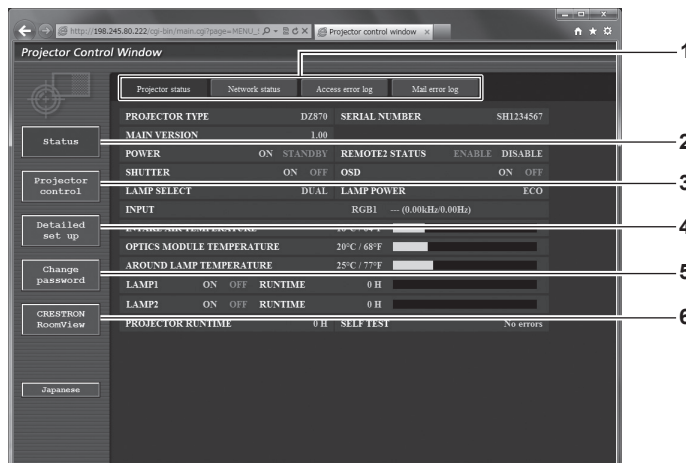 http://198.245.80.222/cgi-bin/main.cgi?page=MENU_S
Projector control window
Projector Control Window
1
Projector status Network status Access error log Mail error log
PROJECTOR TYPE DZ870 SERIAL NUMBER SH1234567
MAIN VERSION 1.00
Status
2
POWER ON STANDBY REMOTE2 STATUS ENABLE DISABLE
SHUTTER ON OFF OSD ON OFF
Projector control
3
LAMP SELECT DUAL LAMP POWER ECO
INPUT RGB1 --- (0.00kHz/0.00Hz)
Detailed set up
4
INTAKE AIR TEMPERATURE
OPTICS MODULE TEMPERATURE 20°C / 68°F
AROUND LAMP TEMPERATURE 25°C / 77°F
Change password
5
LAMP1 ON OFF RUNTIME 0 H
LAMP2 ON OFF RUNTIME 0 H
CRESTRON RoomView
6
PROJECTOR RUNTIME 0 H SELF TEST No errors
Japanese